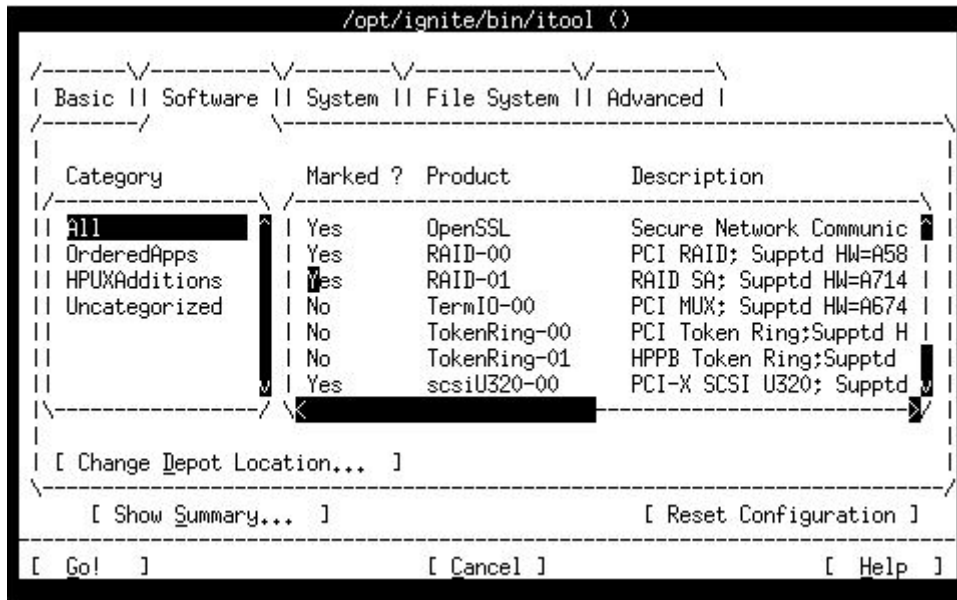 /opt/ignite/bin/itool ()
/-------\/----------\/--------\/-------------\/----------\
| Basic || Software || System || File System || Advanced |
/--------/          \-------------------------------------------------------\
Category Marked ? Product Description
All Yes OpenSSL Secure Network Communic
OrderedApps Yes RAID-00 PCI RAID; Supptd HW=A58
HPUXAdditions Yes RAID-01 RAID SA; Supptd HW=A714
Uncategorized No TermIO-00 PCI MUX; Supptd HW=A674
No TokenRing-00 PCI Token Ring;Supptd H
No TokenRing-01 HPPB Token Ring;Supptd
Yes scsiU320-00 PCI-X SCSI U320; Supptd
[ Change Depot Location... ]
[ Show Summary... ] [ Reset Configuration ]
[ Go! ] [ Cancel ] [ Help ]